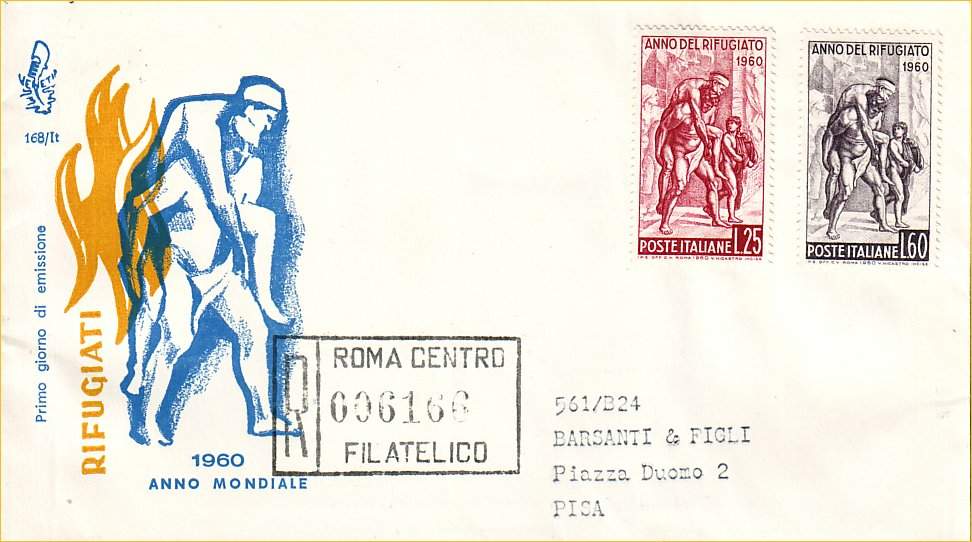 168/It
Primo giorno di emissione
RIFUGIATI
1960
ANNO MONDIALE
ANNO DEL RIFUGIATO
1960
POSTE ITALIANE L.25
ANNO DEL RIFUGIATO
1960
POSTE ITALIANE L.60
R
ROMA CENTRO
006166
FILATELICO
561/B24
BARSANTI & FIGLI
Piazza Duomo 2
PISA